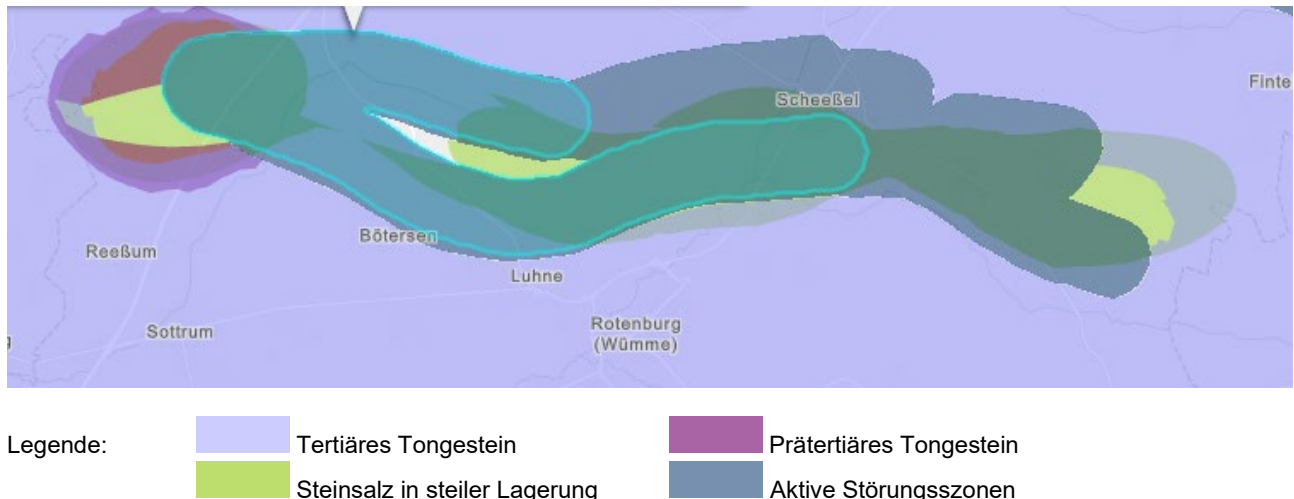 Scheeßel
Finte
Reeßum
Bötersen
Luhne
Sottrum
Rotenburg
(Wümme)
g
Legende:
Tertiäres Tongestein
Prätertiäres Tongestein
Steinsalz in steiler Lagerung
Aktive Störungsszonen